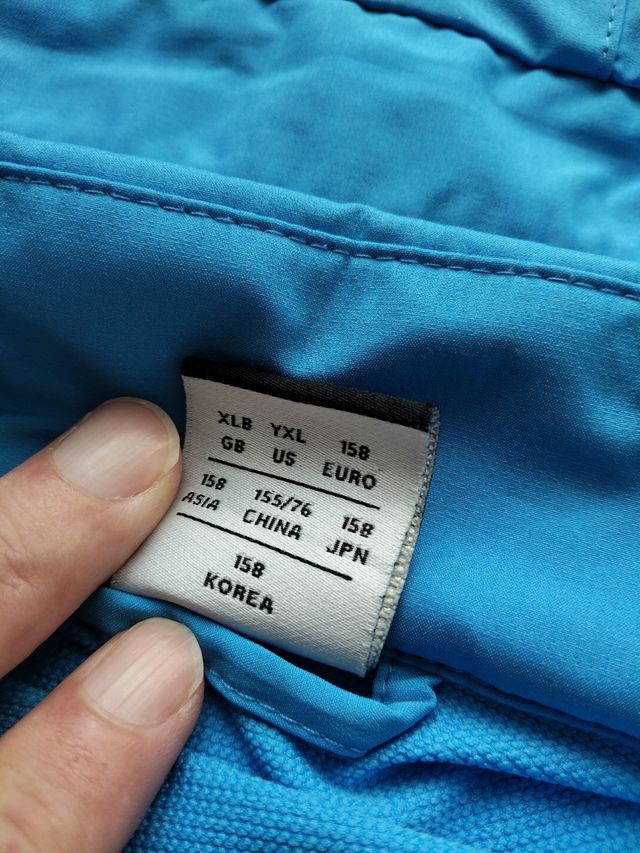 XLB YXL 158
GB US EURO
158 155/76 158
ASIA CHINA JPN
158
KOREA